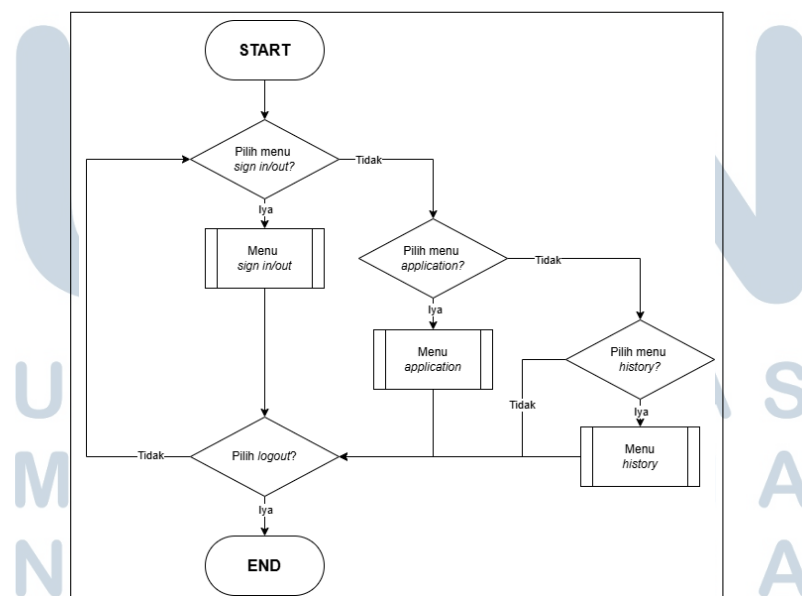 START
Pilih menu
sign in/out?
Tidak
Iya
Menu
sign in/out
Pilih menu
application?
Tidak
Iya
Menu
application
Pilih menu
history?
Tidak
Iya
Menu
history
Pilih logout?
Tidak
Iya
END
U
A S
M
A
N
A